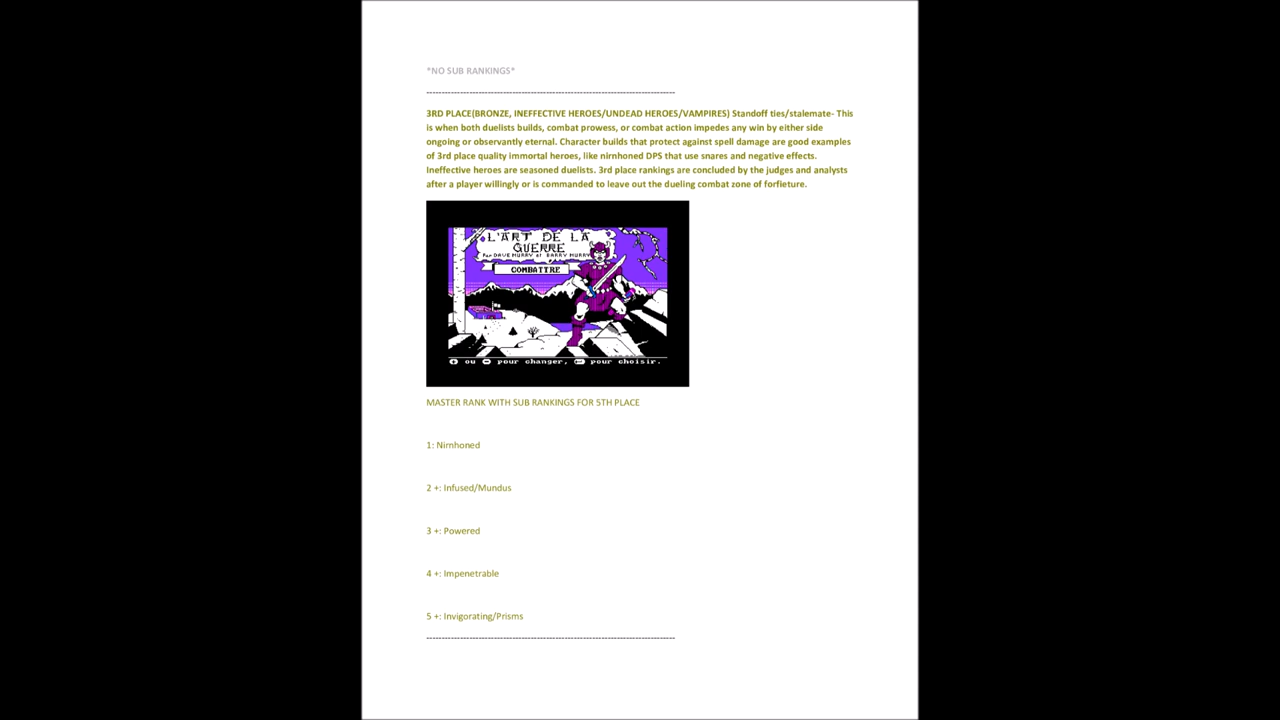 *NO SUB RANKINGS*
--------------------------------------------------------------------------------
3RD PLACE(BRONZE, INEFFECTIVE HEROES/UNDEAD HEROES/VAMPIRES) Standoff ties/stalemate- This
is when both duelists builds, combat prowess, or combat action impedes any win by either side
ongoing or observantly eternal. Character builds that protect against spell damage are good examples
of 3rd place quality immortal heroes, like nirnhoned DPS that use snares and negative effects.
Ineffective heroes are seasoned duelists. 3rd place rankings are concluded by the judges and analysts
after a player willingly or is commanded to leave out the dueling combat zone of forfieture.
L'ART DE LA
GUERRE
Par DAVE MURRY et BARRY MURRY
COMBATTRE
ou pour changer, pour choisir.
MASTER RANK WITH SUB RANKINGS FOR 5TH PLACE
1: Nirnhoned
2 +: Infused/Mundus
3 +: Powered
4 +: Impenetrable
5 +: Invigorating/Prisms
--------------------------------------------------------------------------------